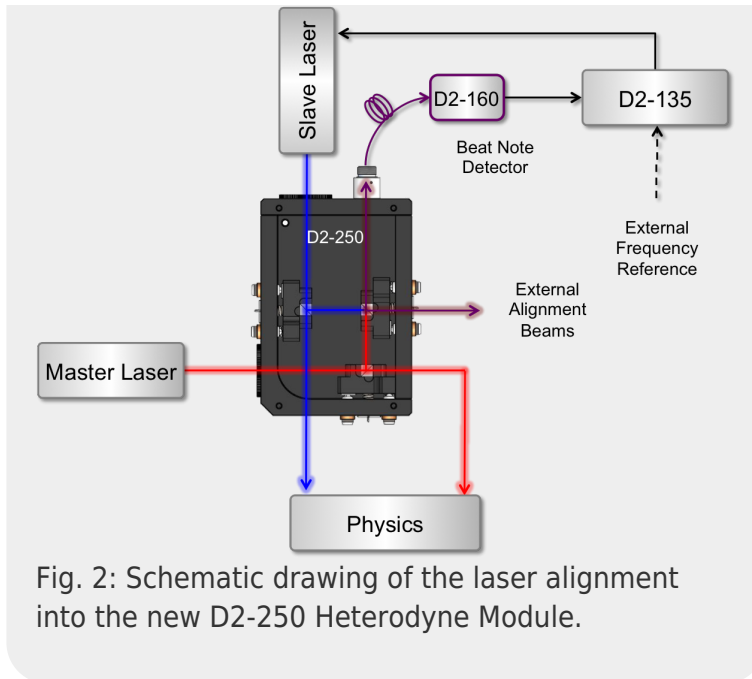 Slave Laser
D2-160
D2-135
Beat Note
Detector
D2-250
External
Frequency
Reference
External
Alignment
Beams
Master Laser
Physics
Fig. 2: Schematic drawing of the laser alignment
into the new D2-250 Heterodyne Module.